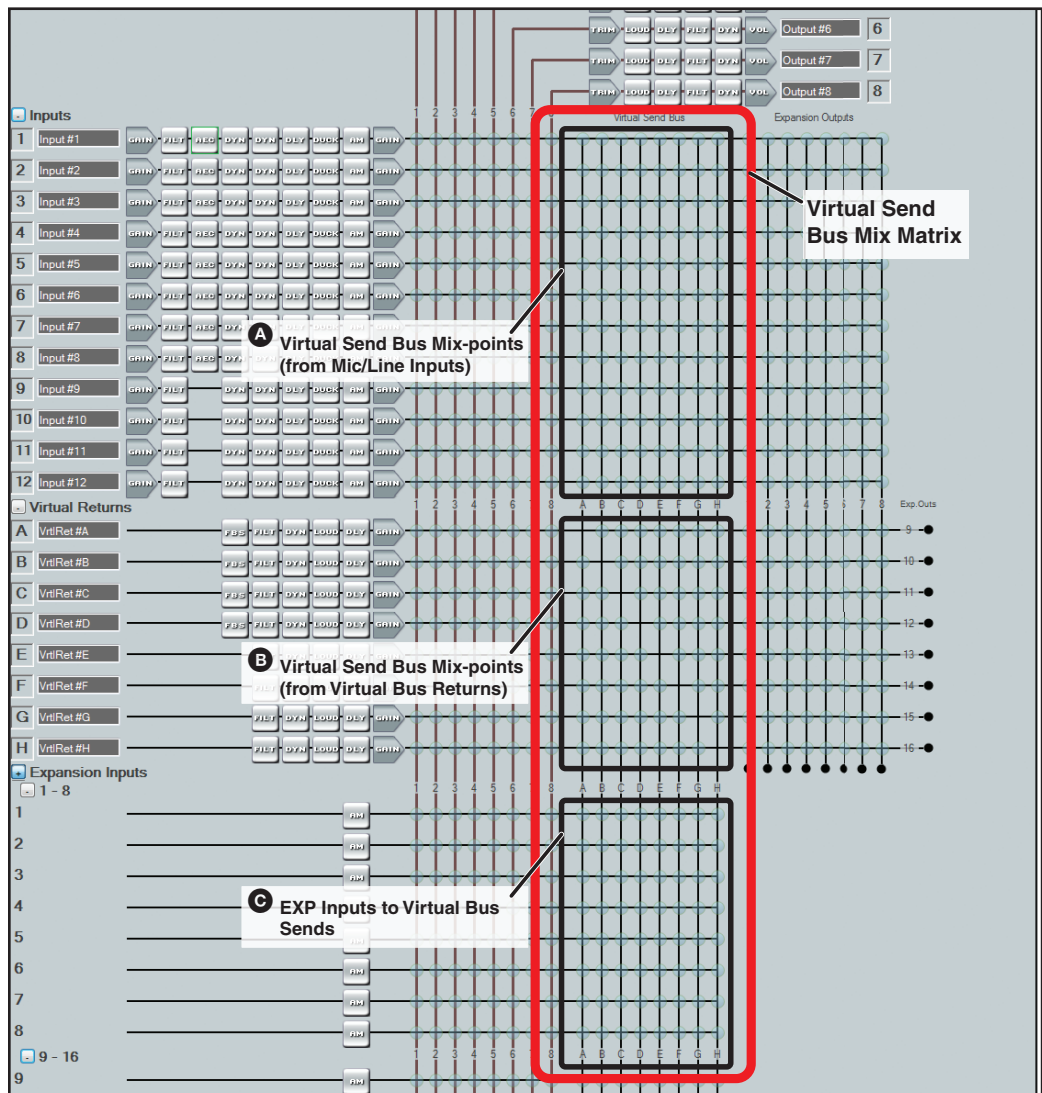 TRIM LOUD DLY FILT DYN VOL Output #6 6
TRIM LOUD DLY FILT DYN VOL Output #7 7
TRIM LOUD DLY FILT DYN VOL Output #8 8
- Inputs 1 2 3 4 5 6 7 8 Virtual Send Bus Expansion Outputs
1 Input #1 GAIN FILT AEC DYN DYN DLY DUCK AM GAIN
2 Input #2 GAIN FILT AEC DYN DYN DLY DUCK AM GAIN
3 Input #3 GAIN FILT AEC DYN DYN DLY DUCK AM GAIN
Virtual Send
Bus Mix Matrix
4 Input #4 GAIN FILT AEC DYN DYN DLY DUCK AM GAIN
5 Input #5 GAIN FILT AEC DYN DYN DLY DUCK AM GAIN
6 Input #6 GAIN FILT AEC DYN DYN DLY DUCK AM GAIN
7 Input #7 GAIN FILT AEC DYN DYN DLY DUCK AM GAIN
A Virtual Send Bus Mix-points
(from Mic/Line Inputs)
8 Input #8 GAIN FILT AEC DYN DYN DLY DUCK AM GAIN
9 Input #9 GAIN FILT DYN DYN DLY DUCK AM GAIN
10 Input #10 GAIN FILT DYN DYN DLY DUCK AM GAIN
11 Input #11 GAIN FILT DYN DYN DLY DUCK AM GAIN
12 Input #12 GAIN FILT DYN DYN DLY DUCK AM GAIN
- Virtual Returns 1 2 3 4 5 6 7 8 A B C D E F G H 2 3 4 5 6 7 8 Exp.Outs
A VrtlRet #A FBS FILT DYN LOUD DLY GAIN 9
B VrtlRet #B FBS FILT DYN LOUD DLY GAIN 10
C VrtlRet #C FBS FILT DYN LOUD DLY GAIN 11
D VrtlRet #D FBS FILT DYN LOUD DLY GAIN 12
E VrtlRet #E 13
B Virtual Send Bus Mix-points
(from Virtual Bus Returns)
F VrtlRet #F 14
G VrtlRet #G FILT DYN LOUD DLY GAIN 15
H VrtlRet #H FILT DYN LOUD DLY GAIN 16
+ Expansion Inputs
- 1 - 8 1 2 3 4 5 6 7 8 A B C D E F G H
1 AM
2 AM
3 AM
4
C EXP Inputs to Virtual Bus
Sends
5 AM
6 AM
7 AM
8 AM
- 9 - 16 1 2 3 4 5 6 7 8 A B C D E F G H
9 AM